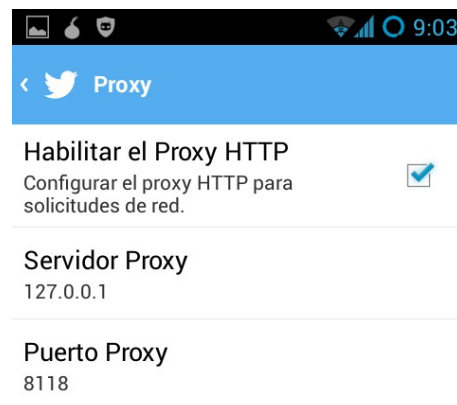 9:03
Proxy
Habilitar el Proxy HTTP
Configurar el proxy HTTP para
solicitudes de red.
Servidor Proxy
127.0.0.1
Puerto Proxy
8118